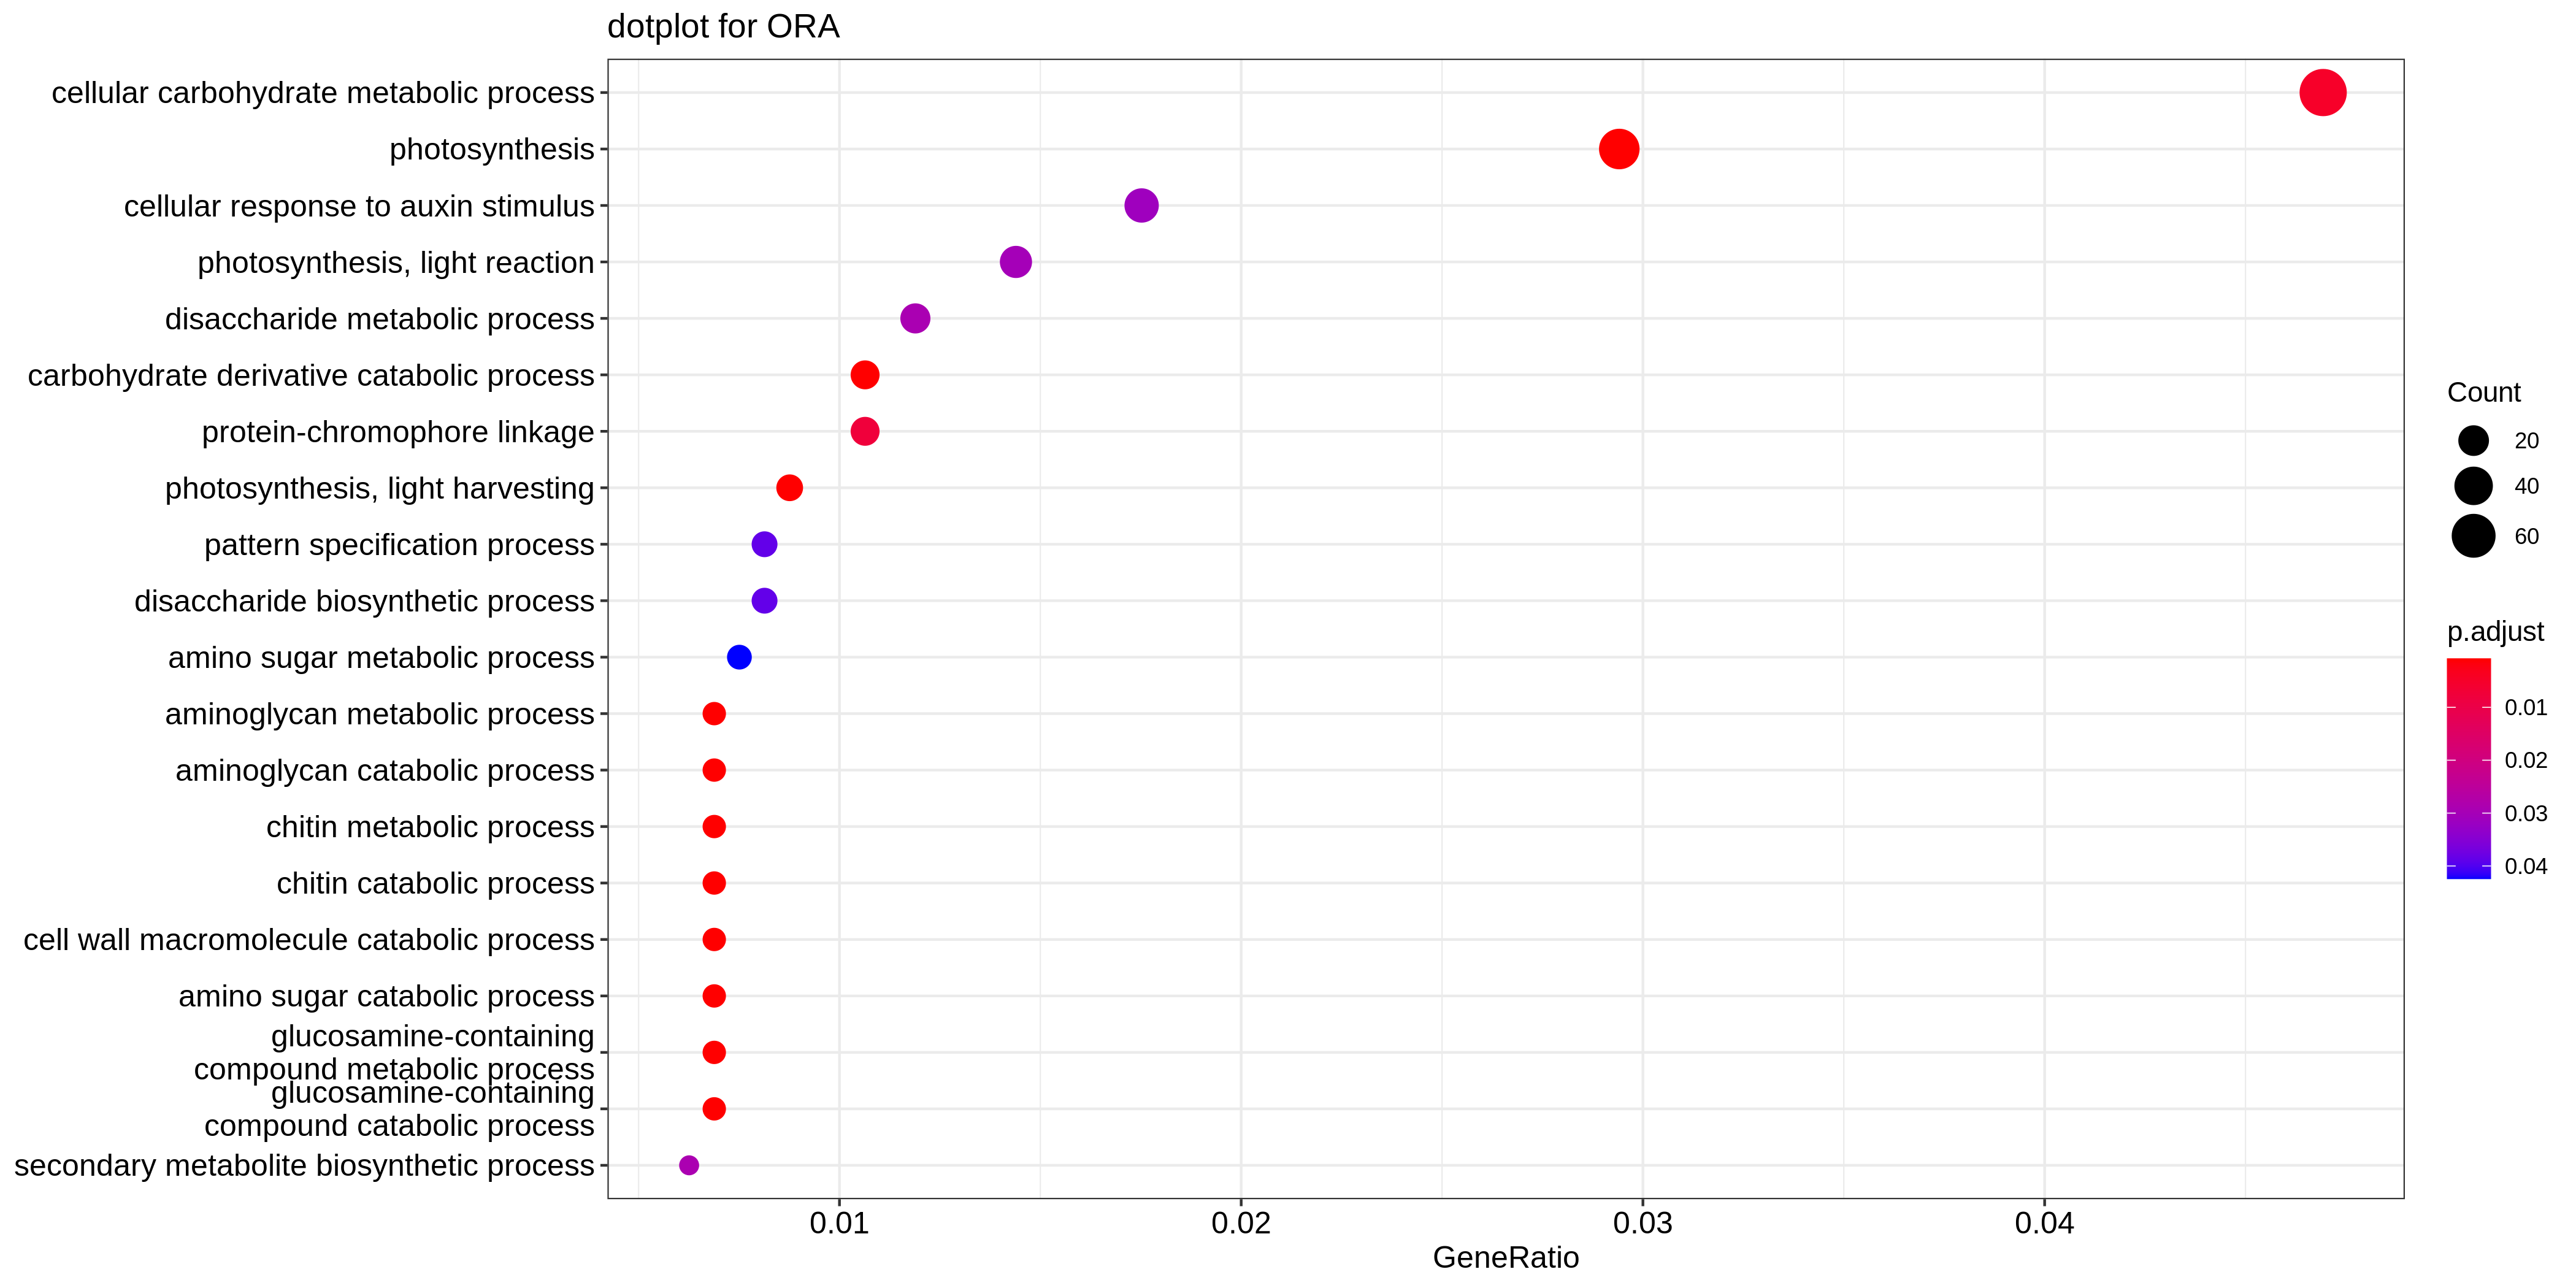 dotplot for ORA
cellular carbohydrate metabolic process
photosynthesis
cellular response to auxin stimulus
photosynthesis, light reaction
disaccharide metabolic process
carbohydrate derivative catabolic process
protein-chromophore linkage
photosynthesis, light harvesting
pattern specification process
disaccharide biosynthetic process
amino sugar metabolic process
aminoglycan metabolic process
aminoglycan catabolic process
chitin metabolic process
chitin catabolic process
cell wall macromolecule catabolic process
amino sugar catabolic process
glucosamine-containing
compound metabolic process
glucosamine-containing
compound catabolic process
secondary metabolite biosynthetic process
0.01 0.02 0.03 0.04
GeneRatio
Count
20
40
60
p.adjust
0.01
0.02
0.03
0.04